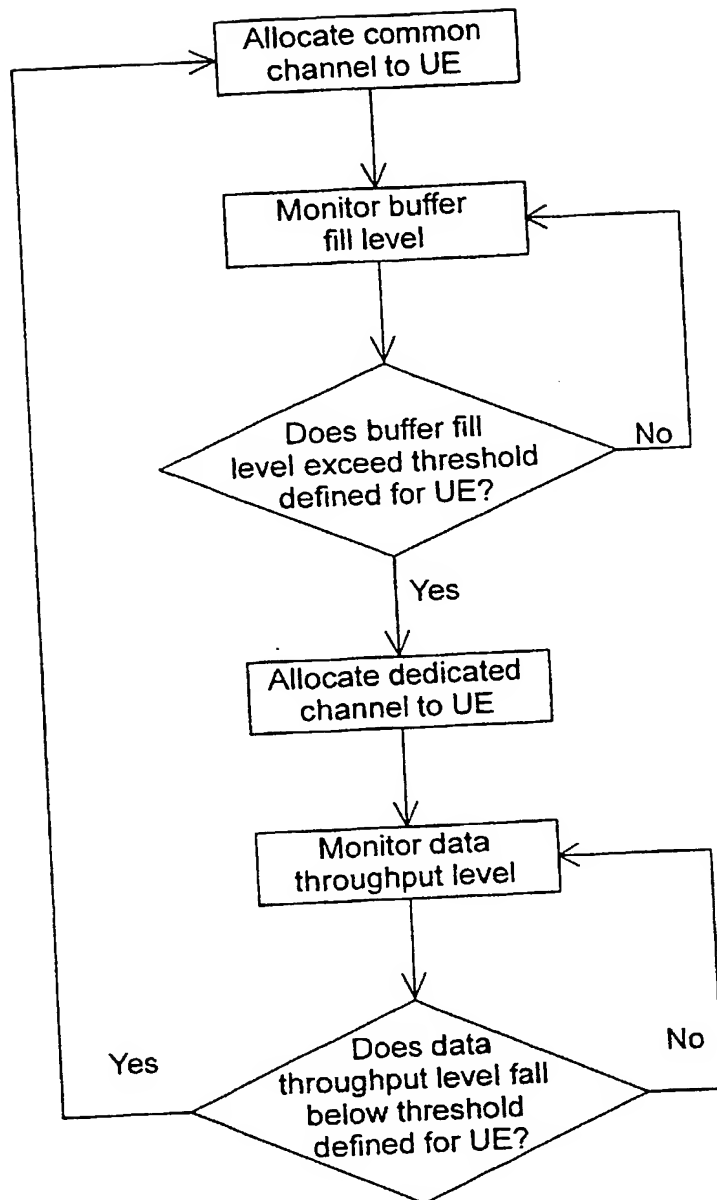 Allocate common
channel to UE
Monitor buffer
fill level
Does buffer fill
level exceed threshold
defined for UE?
No
Yes
Allocate dedicated
channel to UE
Monitor data
throughput level
Does data
throughput level fall
below threshold
defined for UE?
No
Yes